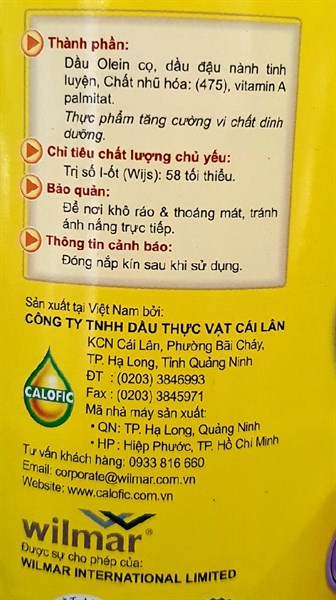 Thành phần:
Dầu Olein cọ, dầu đậu nành tinh
luyện, Chất nhũ hóa: (475), vitamin A
palmitat.
Thực phẩm tăng cường vi chất dinh
dưỡng.
Chỉ tiêu chất lượng chủ yếu:
Trị số I-ốt (Wijs): 58 tối thiểu.
Bảo quản:
Để nơi khô ráo & thoáng mát, tránh
ánh nắng trực tiếp.
Thông tin cảnh báo:
Đóng nắp kín sau khi sử dụng.
Sản xuất tại Việt Nam bởi:
CÔNG TY TNHH DẦU THỰC VẬT CÁI LÂN
KCN Cái Lân, Phường Bãi Cháy,
TP. Hạ Long, Tỉnh Quảng Ninh
ĐT : (0203) 3846993
CALOFIC Fax : (0203) 3845971
Mã nhà máy sản xuất:
• QN: TP. Hạ Long, Quảng Ninh
• HP : Hiệp Phước, TP. Hồ Chí Minh
Tư vấn khách hàng: 0933 816 660
Email: corporate@wilmar.com.vn
Website: www.calofic.com.vn
wilmar®
Được sự cho phép của:
WILMAR INTERNATIONAL LIMITED